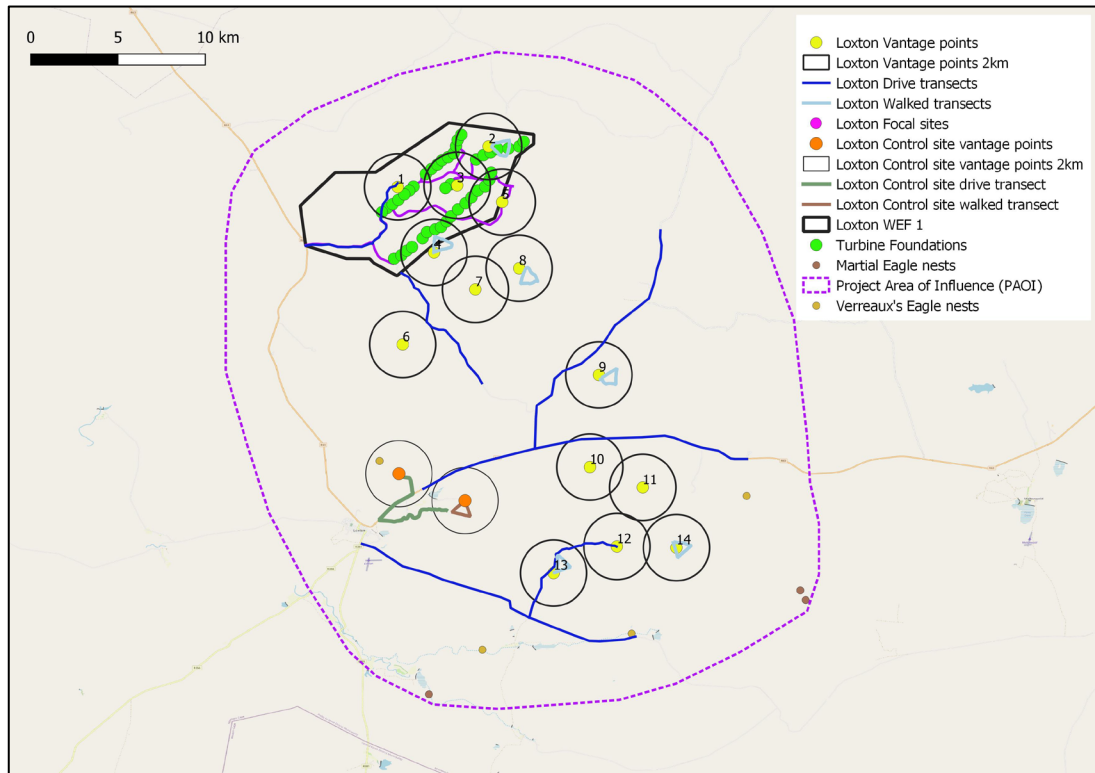 0 5 10 km
Loxton Vantage points
Loxton Vantage points 2km
Loxton Drive transects
Loxton Walked transects
Loxton Focal sites
Loxton Control site vantage points
Loxton Control site vantage points 2km
Loxton Control site drive transect
Loxton Control site walked transect
Loxton WEF 1
Turbine Foundations
Martial Eagle nests
Project Area of Influence (PAOI)
Verreaux's Eagle nests
2
1
3
5
4
8
7
6
9
10
11
12
14
13